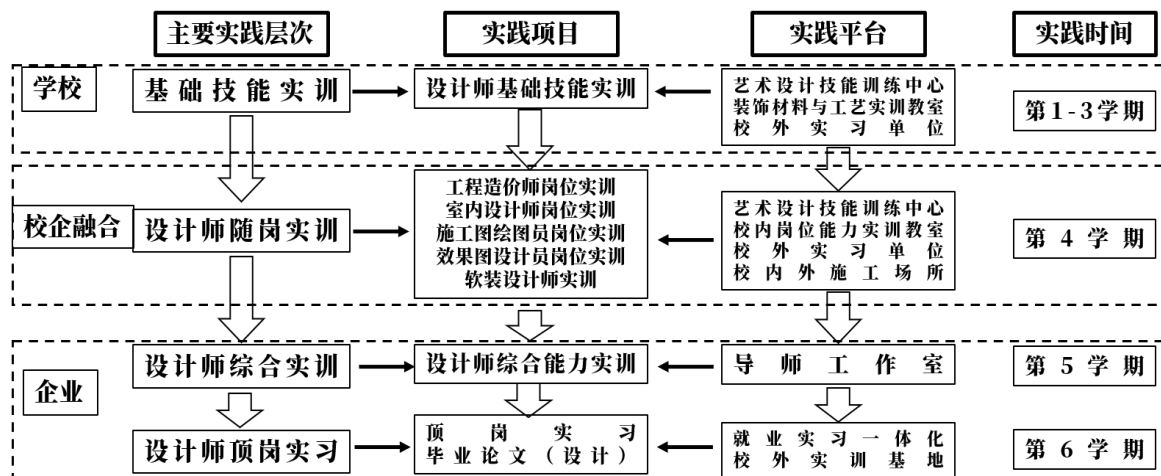 主要实践层次
实践项目
实践平台
实践时间
学校
基础技能实训
设计师基础技能实训
艺术设计技能训练中心
装饰材料与工艺实训教室
校外实习单位
第1-3学期
校企融合
设计师随岗实训
工程造价师岗位实训
室内设计师岗位实训
施工图绘图员岗位实训
效果图设计员岗位实训
软装设计师实训
艺术设计技能训练中心
校内岗位能力实训教室
校外实习单位
校内外施工场所
第4学期
企业
设计师综合实训
设计师综合能力实训
导师工作室
第5学期
设计师顶岗实习
顶岗实习
毕业论文（设计）
就业实习一体化
校外实训基地
第6学期